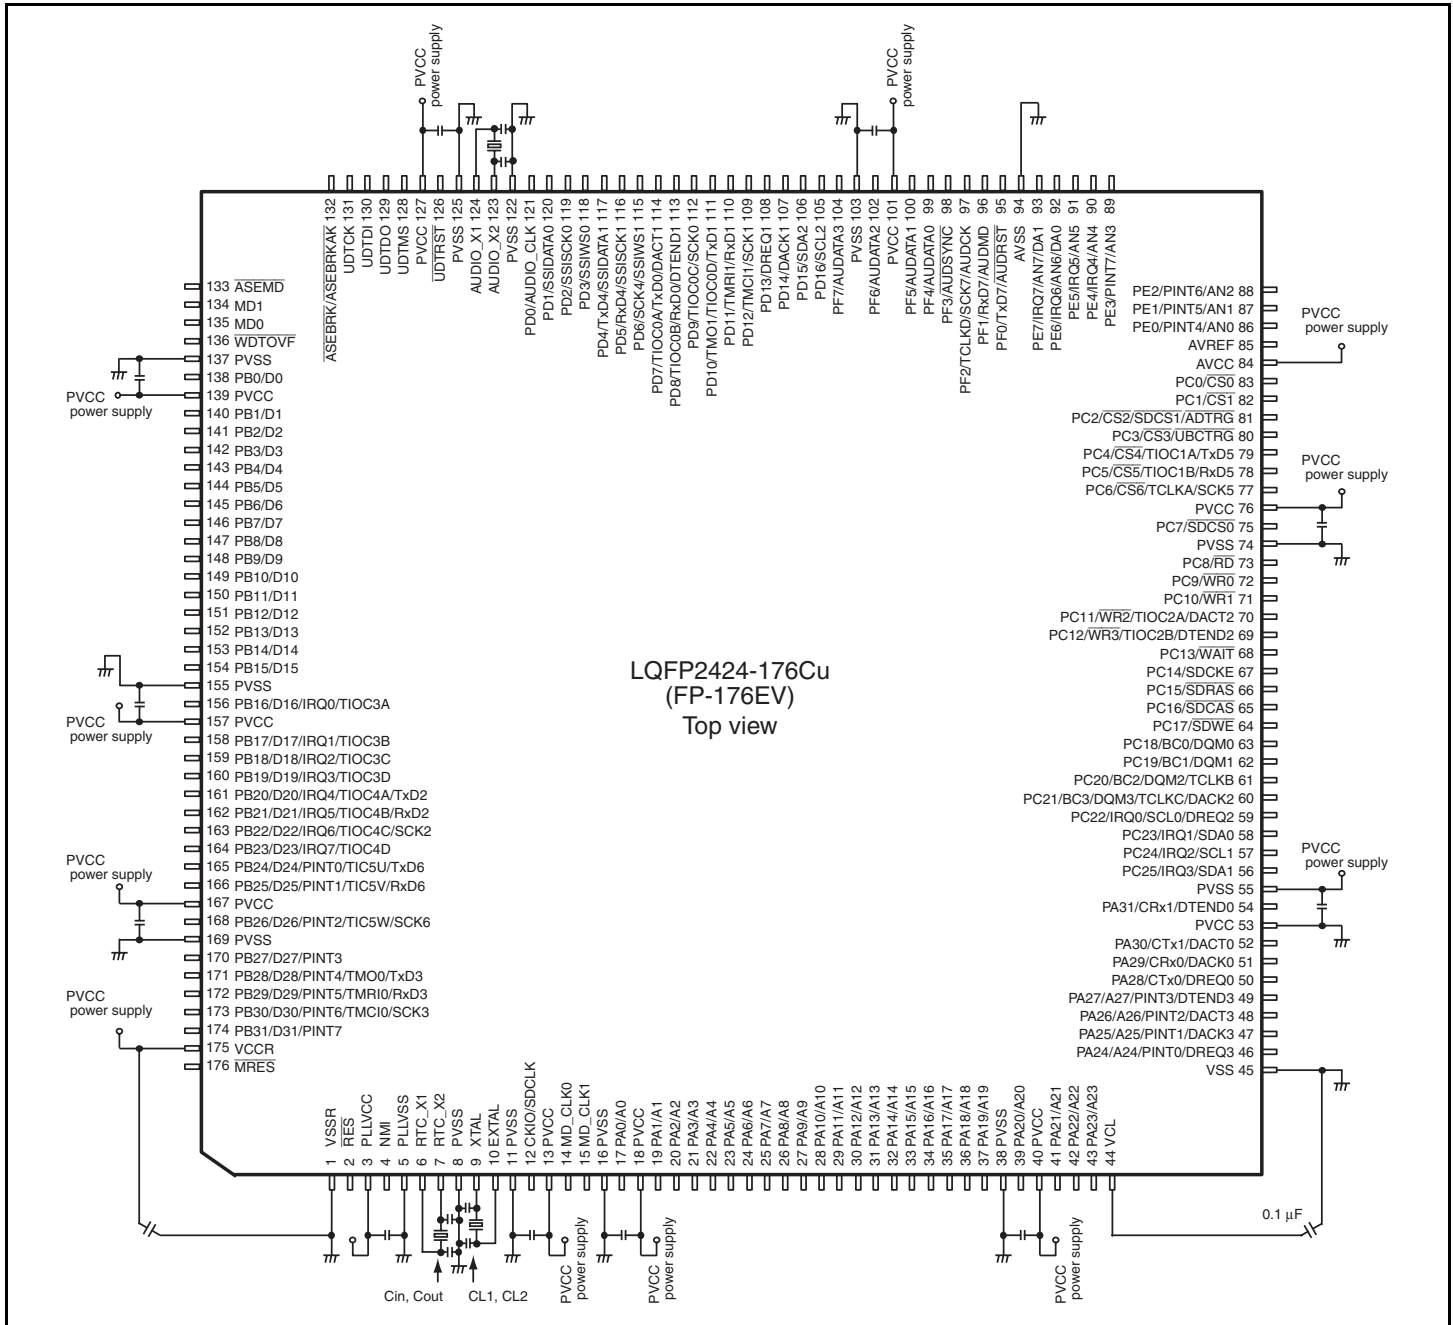 PVCC
power supply
PVCC
power supply
ASEBRK/ASEBRKAK 132
UDTCK 131
UDTDI 130
UDTDO 129
UDTMS 128
PVCC 127
UDTRST 126
PVSS 125
AUDIO_X1 124
AUDIO_X2 123
PVSS 122
PD0/AUDIO_CLK 121
PD1/SSIDATA0 120
PD2/SSISCK0 119
PD3/SSIWS0 118
PD4/TxD4/SSIDATA1 117
PD5/RxD4/SSISCK1 116
PD6/SCK4/SSIWS1 115
PD7/TIOC0A/TxD0/DACT1 114
PD8/TIOC0B/RxD0/DTEND1 113
PD9/TIOC0C/SCK0 112
PD10/TMO1/TIOC0D/TxD1 111
PD11/TMRI1/RxD1 110
PD12/TMCI1/SCK1 109
PD13/DREQ1 108
PD14/DACK1 107
PD15/SDA2 106
PD16/SCL2 105
PF7/AUDATA3 104
PVSS 103
PF6/AUDATA2 102
PVCC 101
PF5/AUDATA1 100
PF4/AUDATA0 99
PF3/AUDSYNC 98
PF2/TCLKD/SCK7/AUDCK 97
PF1/RxD7/AUDMD 96
PF0/TxD7/AUDRST 95
AVSS 94
PE7/IRQ7/AN7/DA1 93
PE6/IRQ6/AN6/DA0 92
PE5/IRQ5/AN5 91
PE4/IRQ4/AN4 90
PE3/PINT7/AN3 89
133 ASEMD
134 MD1
135 MD0
136 WDTOVF
137 PVSS
138 PB0/D0
139 PVCC
PVCC
power supply
140 PB1/D1
141 PB2/D2
142 PB3/D3
143 PB4/D4
144 PB5/D5
145 PB6/D6
146 PB7/D7
147 PB8/D8
148 PB9/D9
149 PB10/D10
150 PB11/D11
151 PB12/D12
152 PB13/D13
153 PB14/D14
154 PB15/D15
155 PVSS
156 PB16/D16/IRQ0/TIOC3A
157 PVCC
PVCC
power supply
158 PB17/D17/IRQ1/TIOC3B
159 PB18/D18/IRQ2/TIOC3C
160 PB19/D19/IRQ3/TIOC3D
161 PB20/D20/IRQ4/TIOC4A/TxD2
162 PB21/D21/IRQ5/TIOC4B/RxD2
163 PB22/D22/IRQ6/TIOC4C/SCK2
164 PB23/D23/IRQ7/TIOC4D
165 PB24/D24/PINT0/TIC5U/TxD6
PVCC
power supply
166 PB25/D25/PINT1/TIC5V/RxD6
167 PVCC
168 PB26/D26/PINT2/TIC5W/SCK6
169 PVSS
170 PB27/D27/PINT3
171 PB28/D28/PINT4/TMO0/TxD3
172 PB29/D29/PINT5/TMRI0/RxD3
PVCC
power supply
173 PB30/D30/PINT6/TMCI0/SCK3
174 PB31/D31/PINT7
175 VCCR
176 MRES
LQFP2424-176Cu
(FP-176EV)
Top view
PE2/PINT6/AN2 88
PE1/PINT5/AN1 87
PE0/PINT4/AN0 86
PVCC
power supply
AVREF 85
AVCC 84
PC0/CS0 83
PC1/CS1 82
PC2/CS2/SDCS1/ADTRG 81
PC3/CS3/UBCTRG 80
PC4/CS4/TIOC1A/TxD5 79
PC5/CS5/TIOC1B/RxD5 78
PVCC
power supply
PC6/CS6/TCLKA/SCK5 77
PVCC 76
PC7/SDCS0 75
PVSS 74
PC8/RD 73
PC9/WR0 72
PC10/WR1 71
PC11/WR2/TIOC2A/DACT2 70
PC12/WR3/TIOC2B/DTEND2 69
PC13/WAIT 68
PC14/SDCKE 67
PC15/SDRAS 66
PC16/SDCAS 65
PC17/SDWE 64
PC18/BC0/DQM0 63
PC19/BC1/DQM1 62
PC20/BC2/DQM2/TCLKB 61
PC21/BC3/DQM3/TCLKC/DACK2 60
PC22/IRQ0/SCL0/DREQ2 59
PC23/IRQ1/SDA0 58
PC24/IRQ2/SCL1 57
PVCC
power supply
PC25/IRQ3/SDA1 56
PVSS 55
PA31/CRx1/DTEND0 54
PVCC 53
PA30/CTx1/DACT0 52
PA29/CRx0/DACK0 51
PA28/CTx0/DREQ0 50
PA27/A27/PINT3/DTEND3 49
PA26/A26/PINT2/DACT3 48
PA25/A25/PINT1/DACK3 47
PA24/A24/PINT0/DREQ3 46
VSS 45
1 VSSR
2 RES
3 PLLVCC
4 NMI
5 PLLVSS
6 RTC_X1
7 RTC_X2
8 PVSS
9 XTAL
10 EXTAL
11 PVSS
12 CKIO/SDCLK
13 PVCC
14 MD_CLK0
15 MD_CLK1
16 PVSS
17 PA0/A0
18 PVCC
19 PA1/A1
20 PA2/A2
21 PA3/A3
22 PA4/A4
23 PA5/A5
24 PA6/A6
25 PA7/A7
26 PA8/A8
27 PA9/A9
28 PA10/A10
29 PA11/A11
30 PA12/A12
31 PA13/A13
32 PA14/A14
33 PA15/A15
34 PA16/A16
35 PA17/A17
36 PA18/A18
37 PA19/A19
38 PVSS
39 PA20/A20
40 PVCC
41 PA21/A21
42 PA22/A22
43 PA23/A23
44 VCL
0.1 µF
Cin, Cout
CL1, CL2
PVCC
power supply
PVCC
power supply
PVCC
power supply